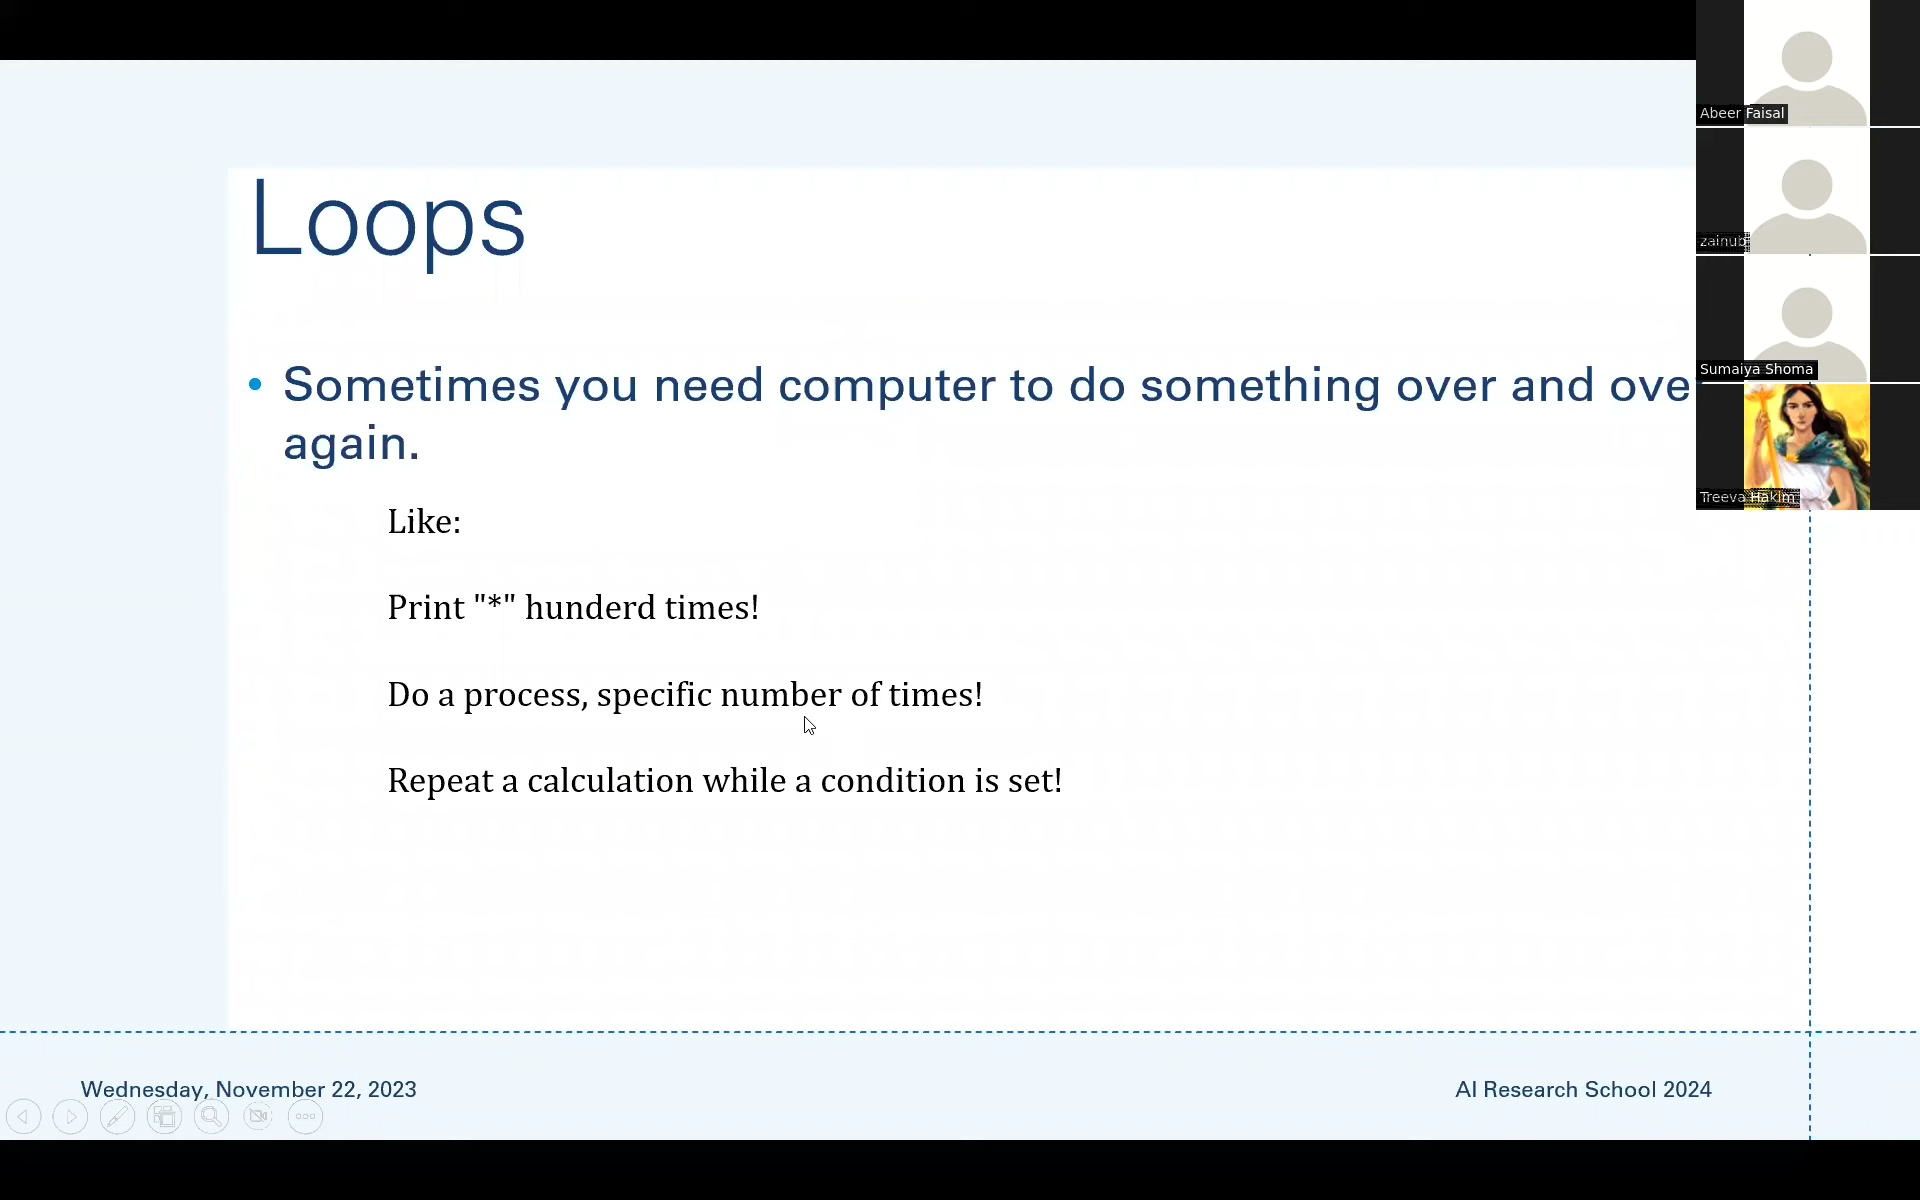 Loops
• Sometimes you need computer to do something over and ove
again.
Like:
Print "*" hunderd times!
Do a process, specific number of times!
Repeat a calculation while a condition is set!
Wednesday, November 22, 2023
AI Research School 2024
Abeer Faisal
zainub
Sumaiya Shoma
Treeva Hakim